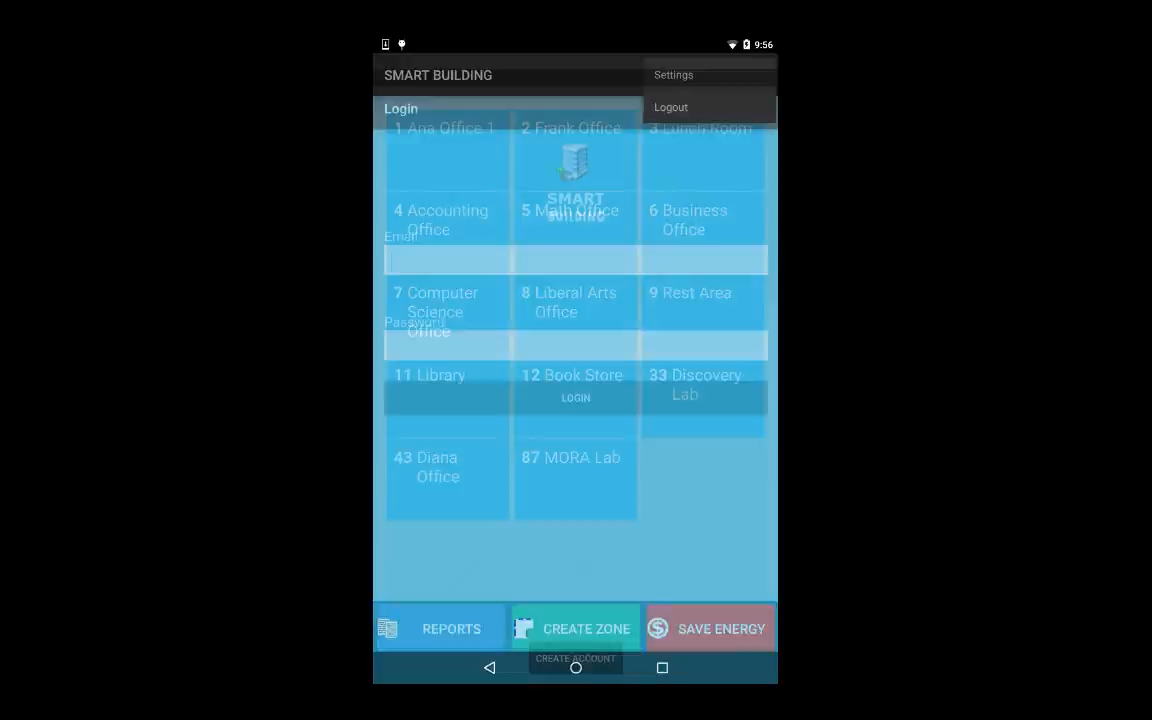 9:56
SMART BUILDING
Settings
Login
Logout
1 Ana Office 1
2 Frank Office
3 Lunch Room
SMART
BUILDING
4 Accounting
Office
5 Math Office
6 Business
Office
Email
7 Computer
Science
Office
8 Liberal Arts
Office
9 Rest Area
Password
11 Library
12 Book Store
33 Discovery
Lab
LOGIN
43 Diana
Office
87 MORA Lab
REPORTS
CREATE ZONE
SAVE ENERGY
CREATE ACCOUNT